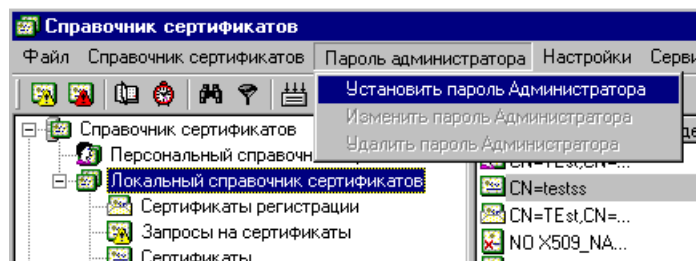 Справочник сертификатов
Файл Справочник сертификатов Пароль администратора Настройки
Установить пароль Администратора
Изменить пароль Администратора
Удалить пароль Администратора
Справочник сертификатов
Персональный
Локальный справочник сертификатов
Сертификаты регистрации
Запросы на сертификаты
Сертификаты
CN=TEst,CN=...
CN=testss
CN=TEst,CN=...
NO X509_NA...